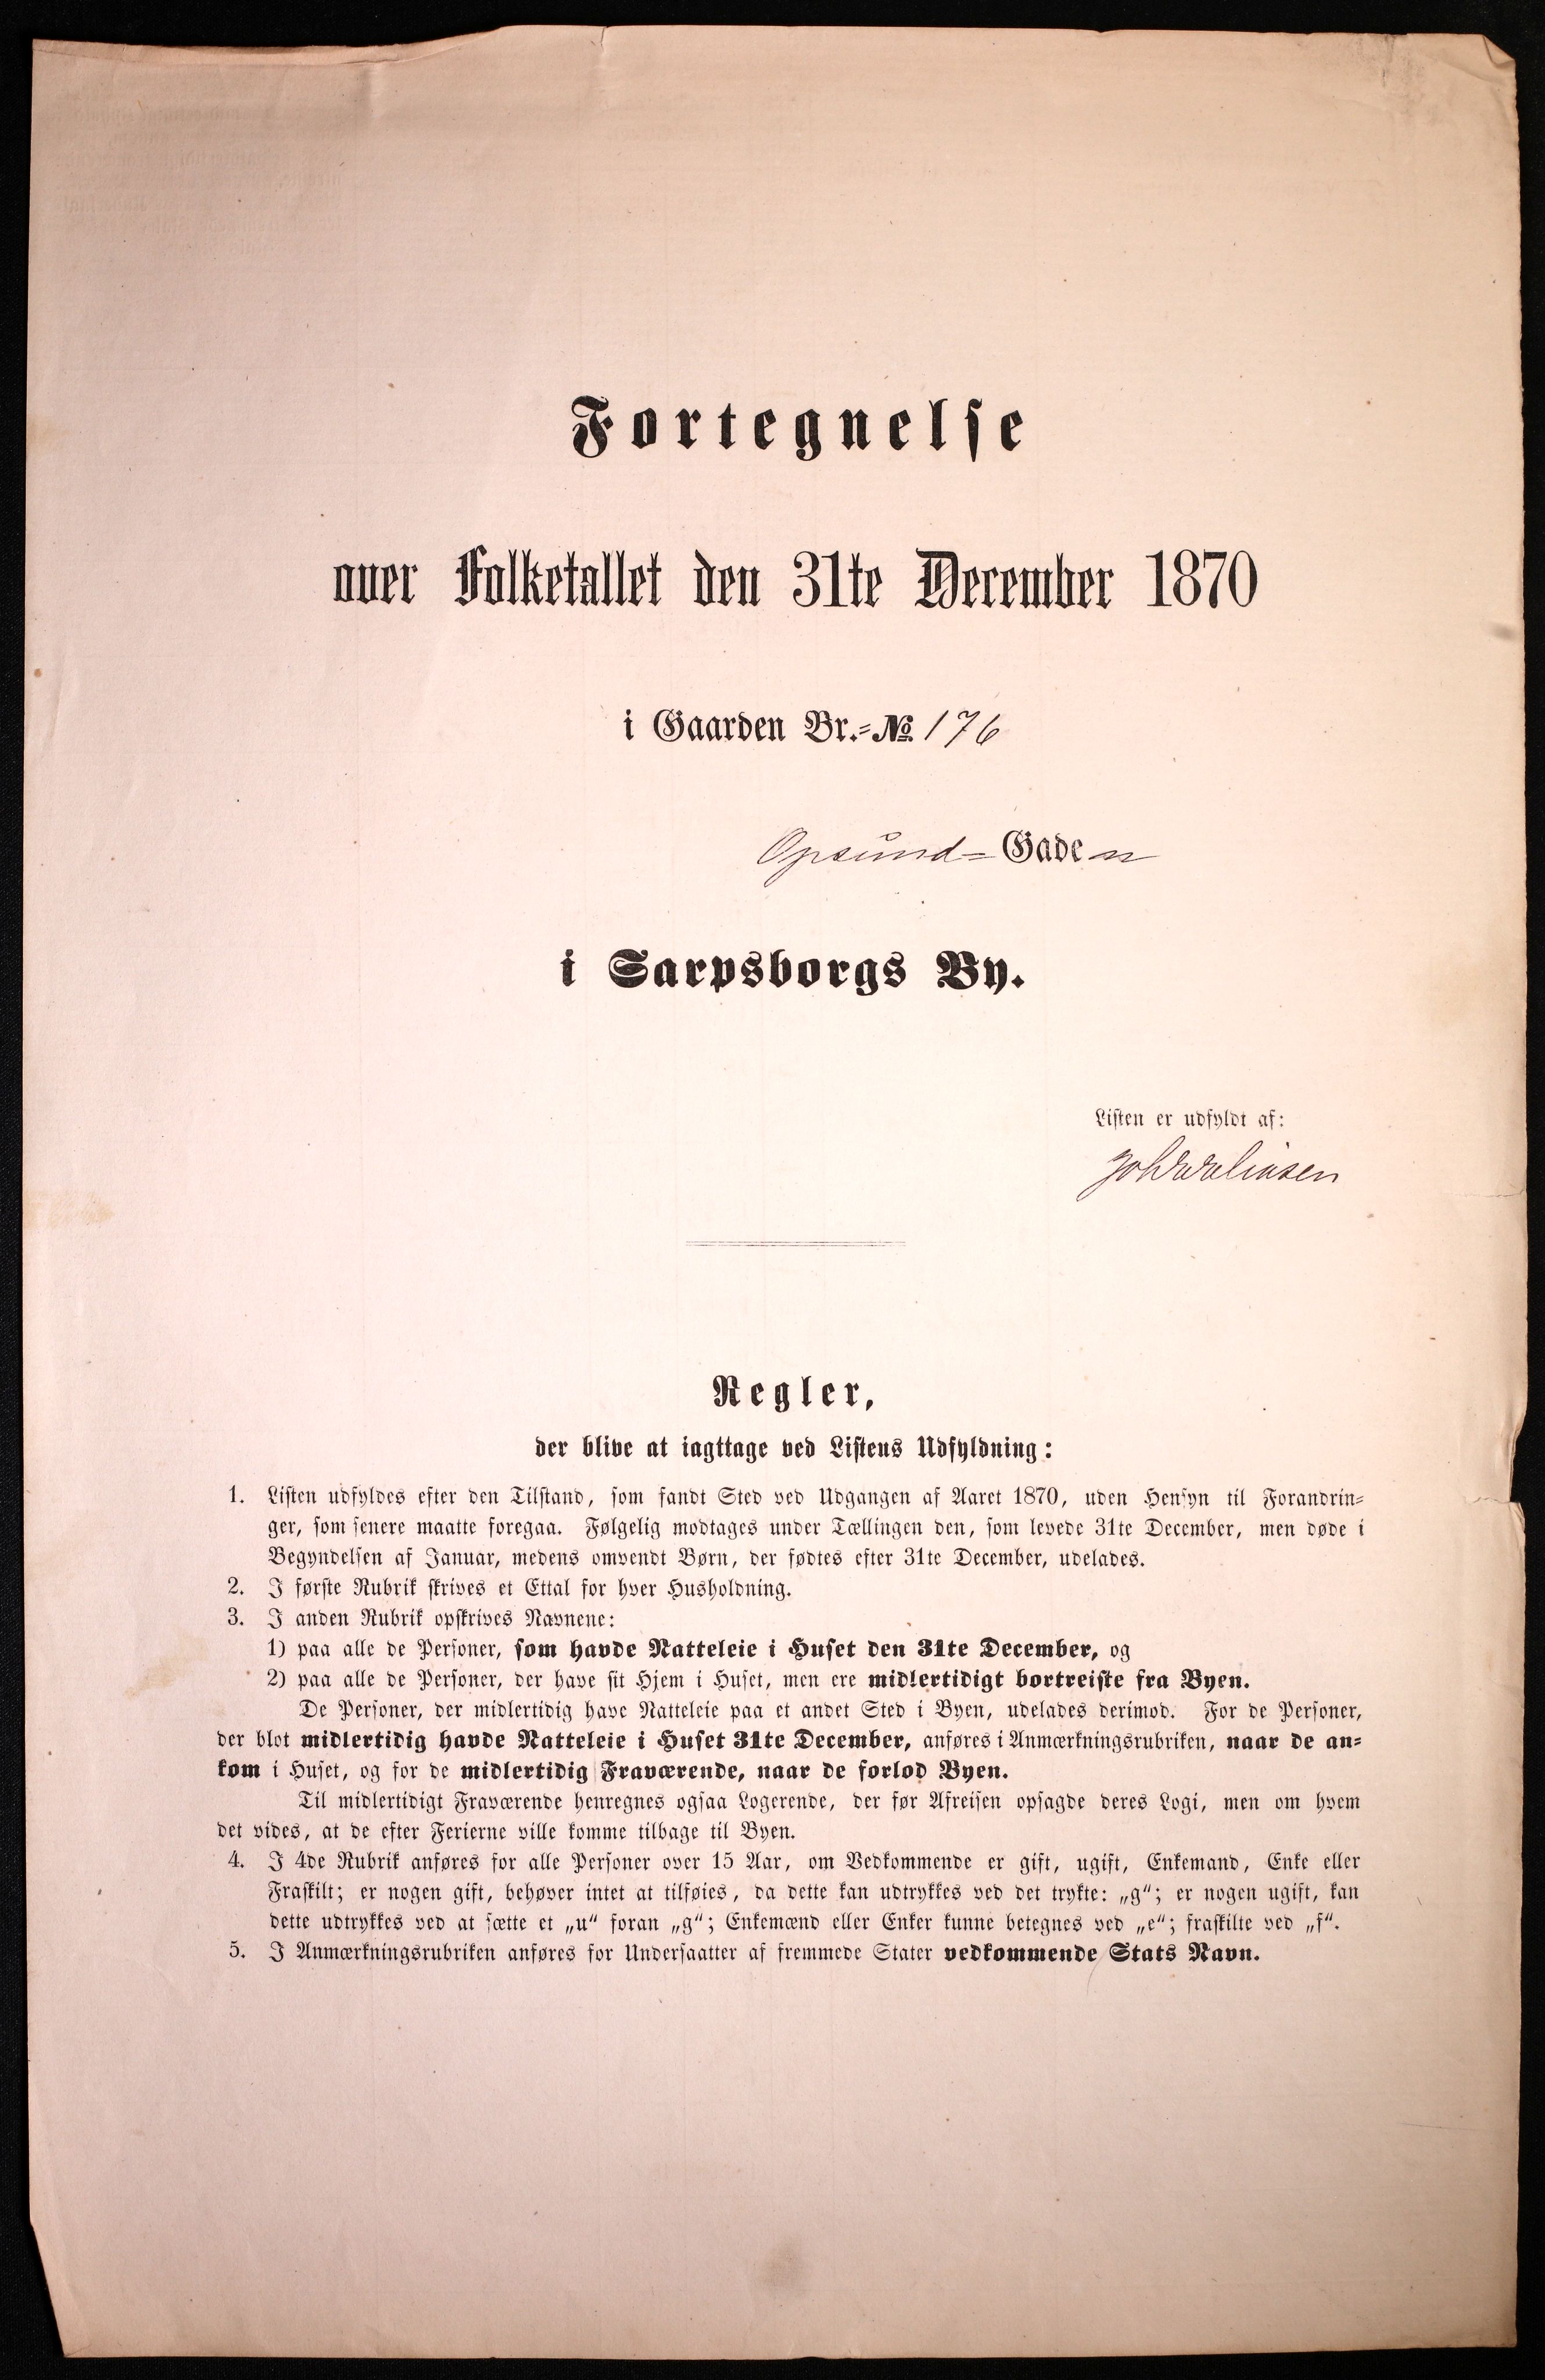 Fortegnelse
over Folketallet den 31te December 1870
i Gaarden Br.=№ 176
Opsund= Gaden
i Sarpsborgs By.
Listen er udfyldt af:
Regler,
der blive at iagttage ved Listens Udfyldning:
1. Listen udfyldes efter den Tilstand, som fandt Sted ved Udgangen af Aaret 1870, uden Hensyn til Forandrin=
ger, som senere maatte foregaa. Følgelig modtages under Tællingen den, som levede 31te December, men døde i
Begyndelsen af Januar, medens omvendt Børn, der fødtes efter 31te December, udelades.
2. I første Rubrik skrives et Ettal for hver Husholdning.
3. I anden Rubrik opskrives Navnene:
1) paa alle de Personer, som havde Natteleie i Huset den 31te December, og
2) paa alle de Personer, der have sit Hjem i Huset, men ere midlertidigt bortreiste fra Byen.
De Personer, der midlertidig have Natteleie paa et andet Sted i Byen, udelades derimod. For de Personer,
der blot midlertidig havde Natteleie i Huset 31te December, anføres i Anmærkningsrubriken, naar de an=
kom i Huset, og for de midlertidig Fraværende, naar de forlod Byen.
Til midlertidigt Fraværende henregnes ogsaa Logerende, der før Afreisen opsagde deres Logi, men om hvem
det vides, at de efter Ferierne ville komme tilbage til Byen.
4. I 4de Rubrik anføres for alle Personer over 15 Aar, om Vedkommende er gift, ugift, Enkemand, Enke eller
Fraskilt; er nogen gift, behøver intet at tilføies, da dette kan udtrykkes ved det trykte: „g"; er nogen ugift, kan
dette udtrykkes ved at sætte et „u" foran „g"; Enkemænd eller Enker kunne betegnes ved „e"; fraskilte ved „f".
5. I Anmærkningsrubriken anføres for Undersaatter af fremmede Stater vedkommende Stats Navn.